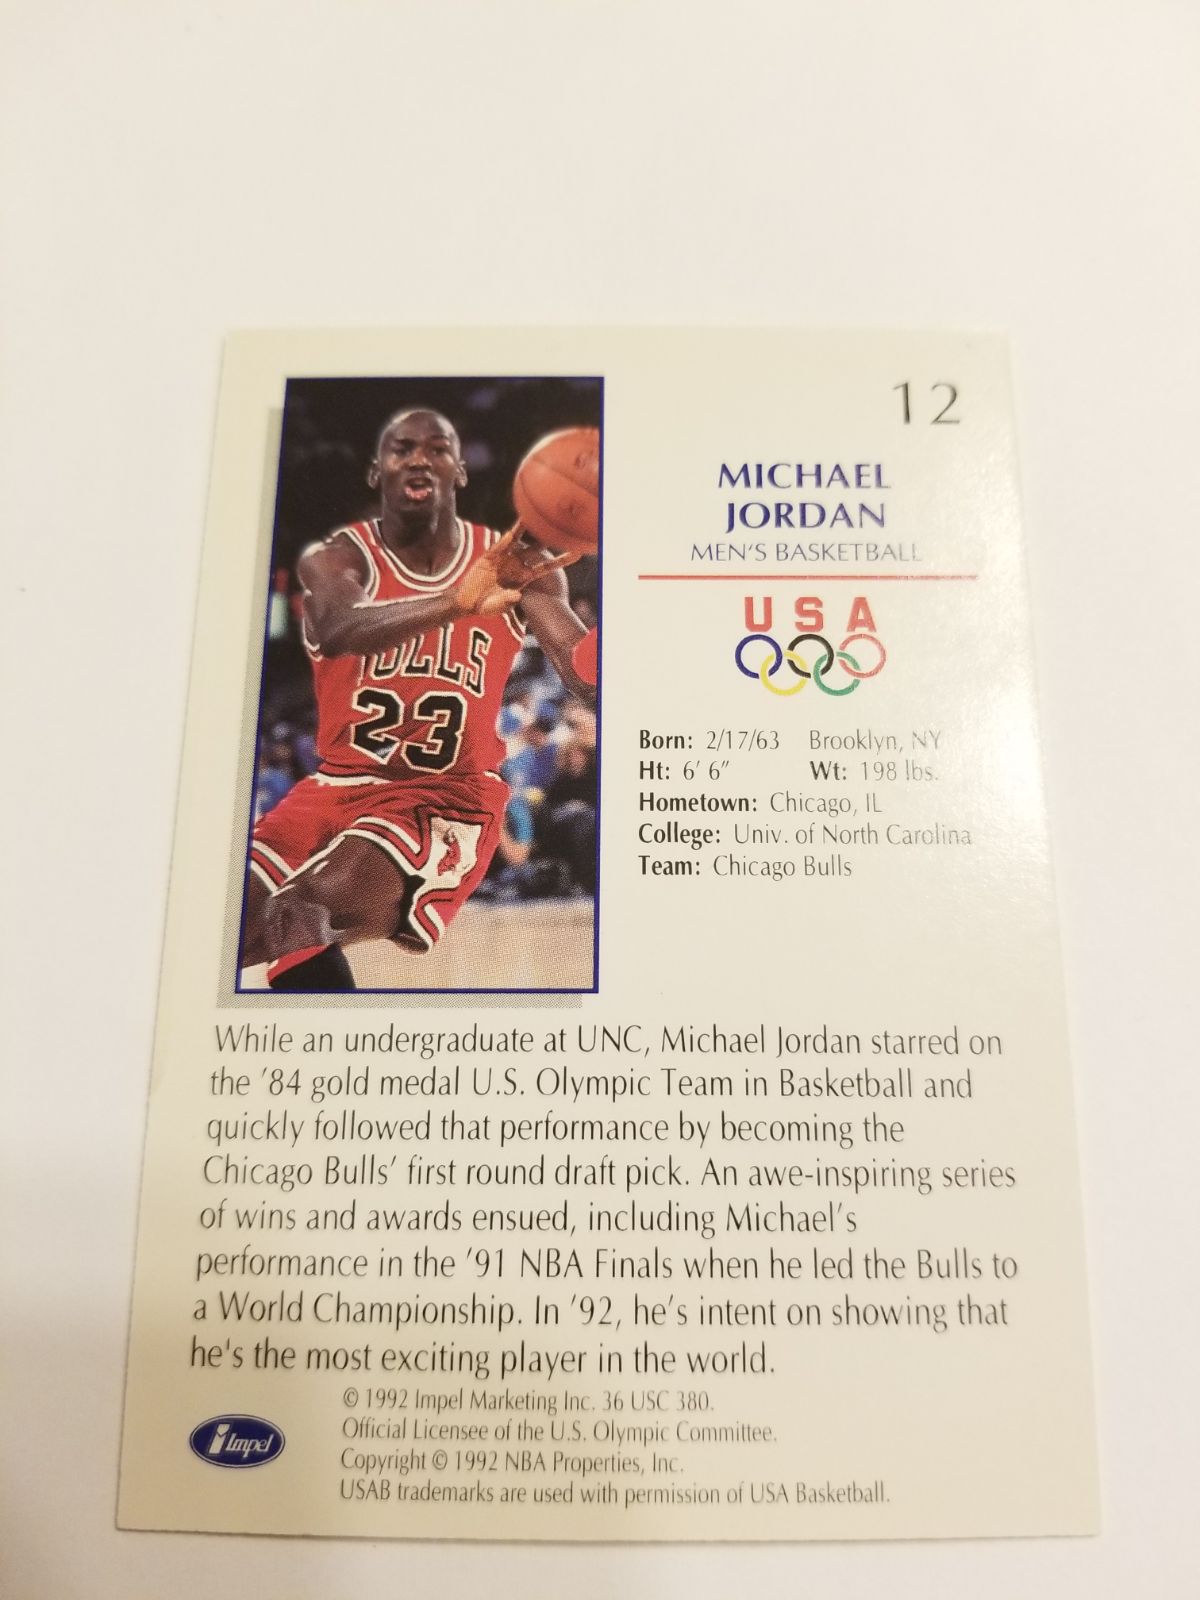 12
MICHAEL
JORDAN
MEN'S BASKETBALL
USA
Born: 2/17/63 Brooklyn, NY
Ht: 6' 6" Wt: 198 lbs.
Hometown: Chicago, IL
College: Univ. of North Carolina
Team: Chicago Bulls
BULLS
23
While an undergraduate at UNC, Michael Jordan starred on
the '84 gold medal U.S. Olympic Team in Basketball and
quickly followed that performance by becoming the
Chicago Bulls' first round draft pick. An awe-inspiring series
of wins and awards ensued, including Michael's
performance in the '91 NBA Finals when he led the Bulls to
a World Championship. In '92, he's intent on showing that
he's the most exciting player in the world.
© 1992 Impel Marketing Inc. 36 USC 380.
Official Licensee of the U.S. Olympic Committee.
Copyright © 1992 NBA Properties, Inc.
USAB trademarks are used with permission of USA Basketball.
Impel